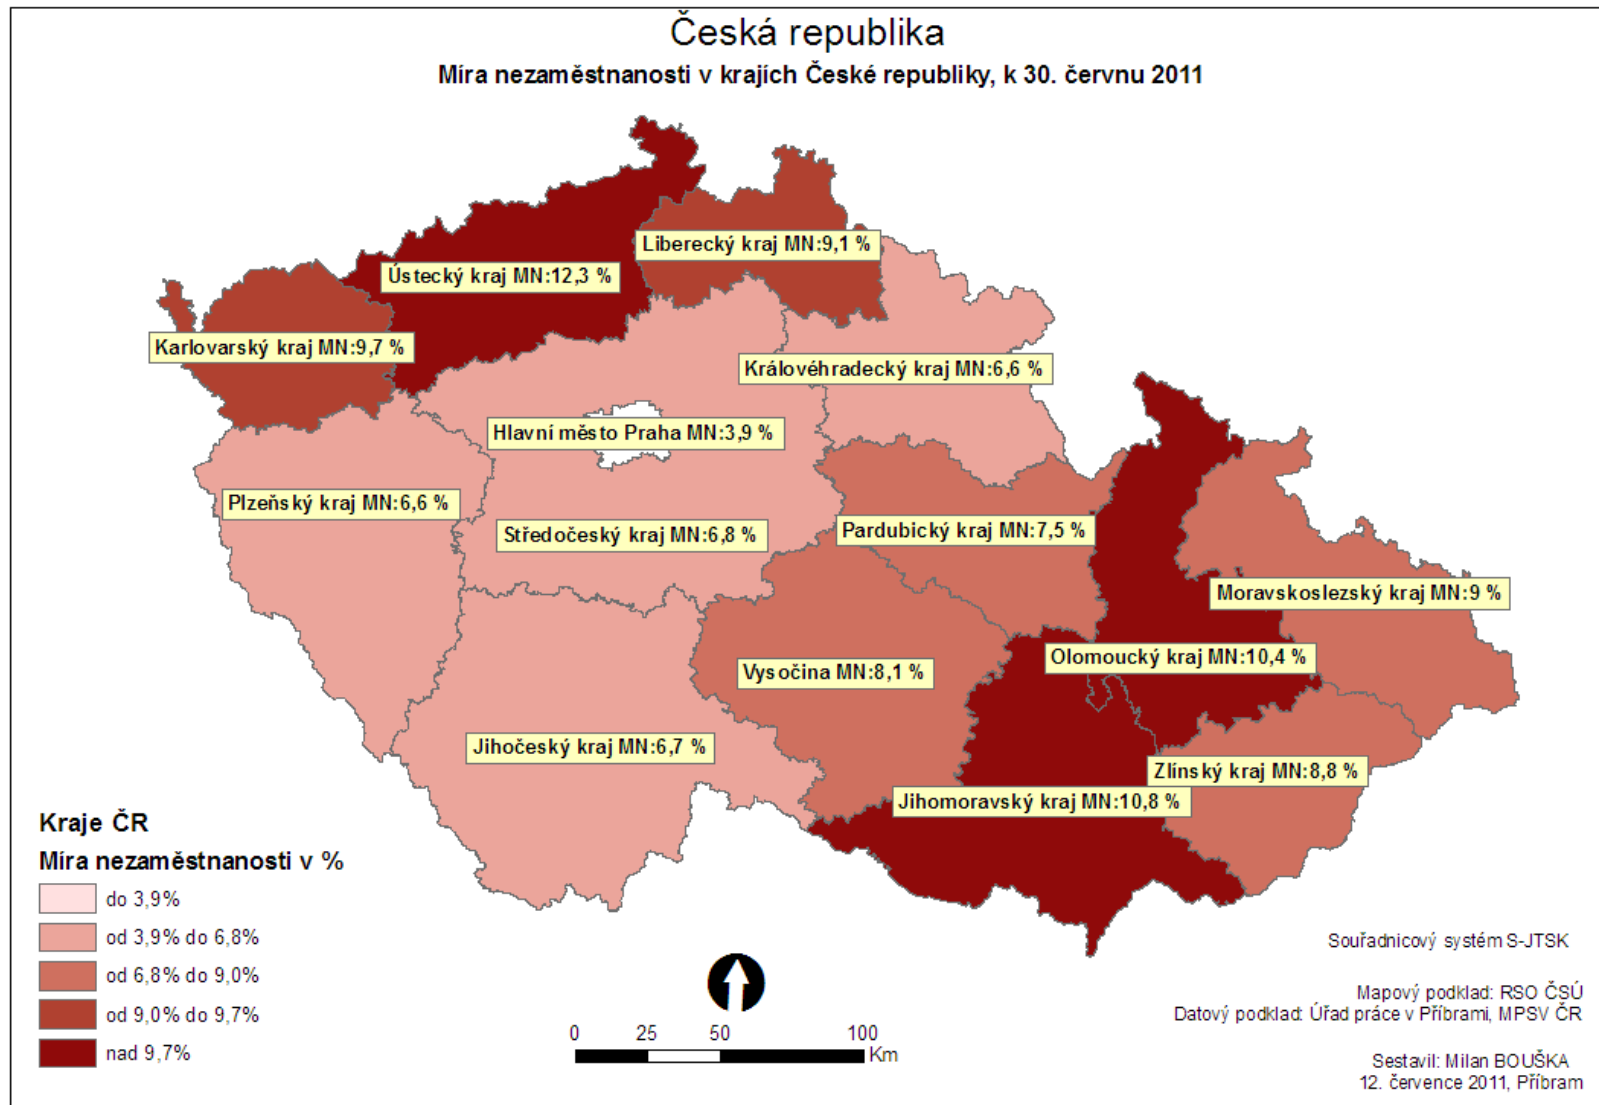 Česká republika
Míra nezaměstnanosti v krajích České republiky, k 30. červnu 2011
Liberecký kraj MN:9,1 %
Ústecký kraj MN:12,3 %
Karlovarský kraj MN:9,7 %
Královéhradecký kraj MN:6,6 %
Hlavní město Praha MN:3,9 %
Plzeňský kraj MN:6,6 %
Středočeský kraj MN:6,8 %
Pardubický kraj MN:7,5 %
Moravskoslezský kraj MN:9 %
Olomoucký kraj MN:10,4 %
Vysočina MN:8,1 %
Jihočeský kraj MN:6,7 %
Zlínský kraj MN:8,8 %
Jihomoravský kraj MN:10,8 %
Kraje ČR
Míra nezaměstnanosti v %
do 3,9%
od 3,9% do 6,8%
od 6,8% do 9,0%
od 9,0% do 9,7%
nad 9,7%
0 25 50 100
Km
Souřadnicový systém S-JTSK
Mapový podklad: RSO ČSÚ
Datový podklad: Úřad práce v Příbrami, MPSV ČR
Sestavil: Milan BOUŠKA
12. července 2011, Příbram